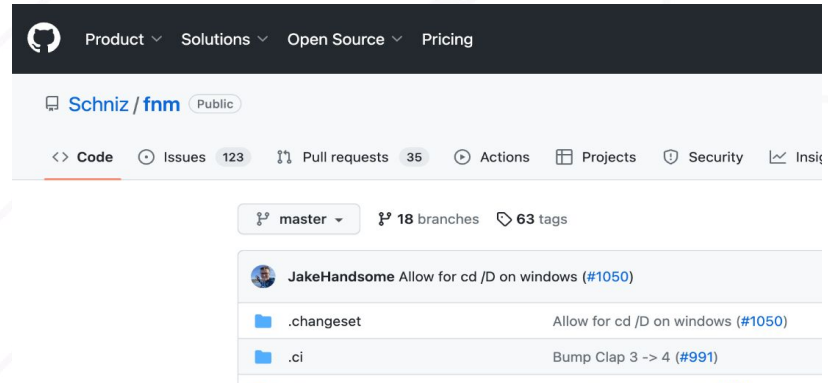 Product Solutions Open Source Pricing
Schniz / fnm Public
Code Issues 123 Pull requests 35 Actions Projects Security
master 18 branches 63 tags
JakeHandsome Allow for cd /D on windows (#1050)
.changeset Allow for cd /D on windows (#1050)
.ci Bump Clap 3 -> 4 (#991)